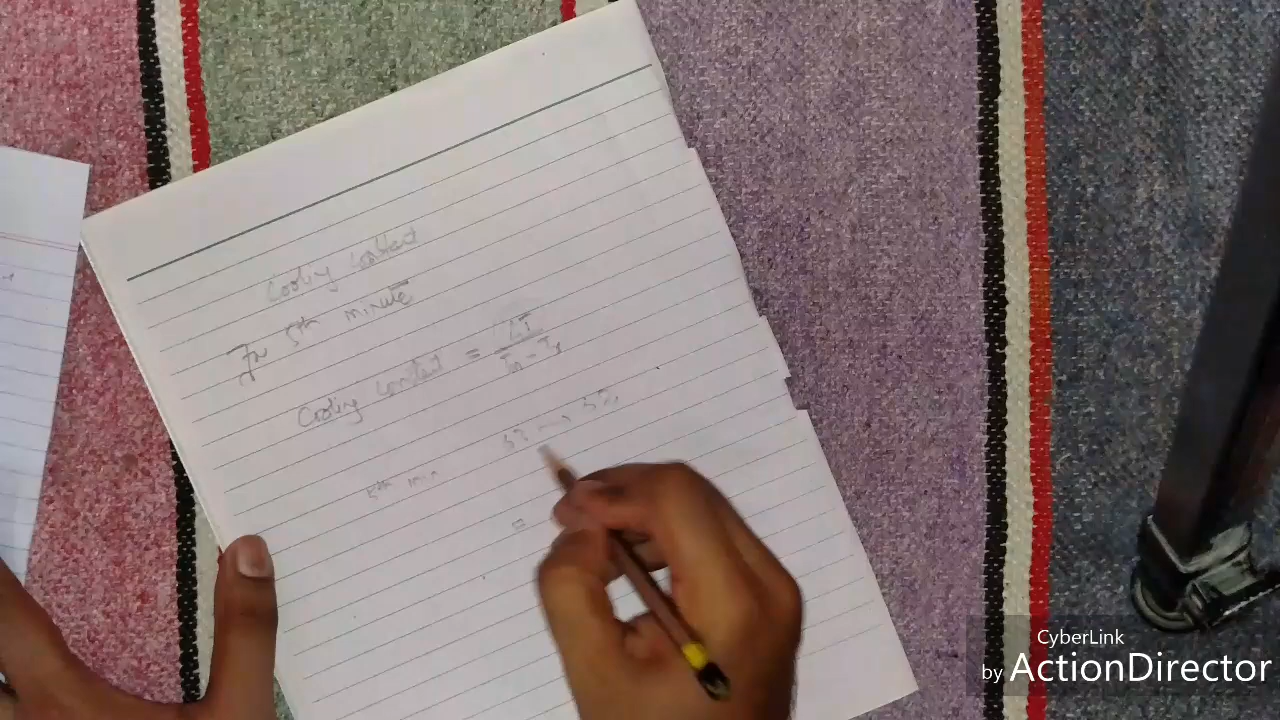 Cooling constant
For 5th minute
Cooling constant = ΔT / Tm - Ts
5th min
=
CyberLink
by ActionDirector